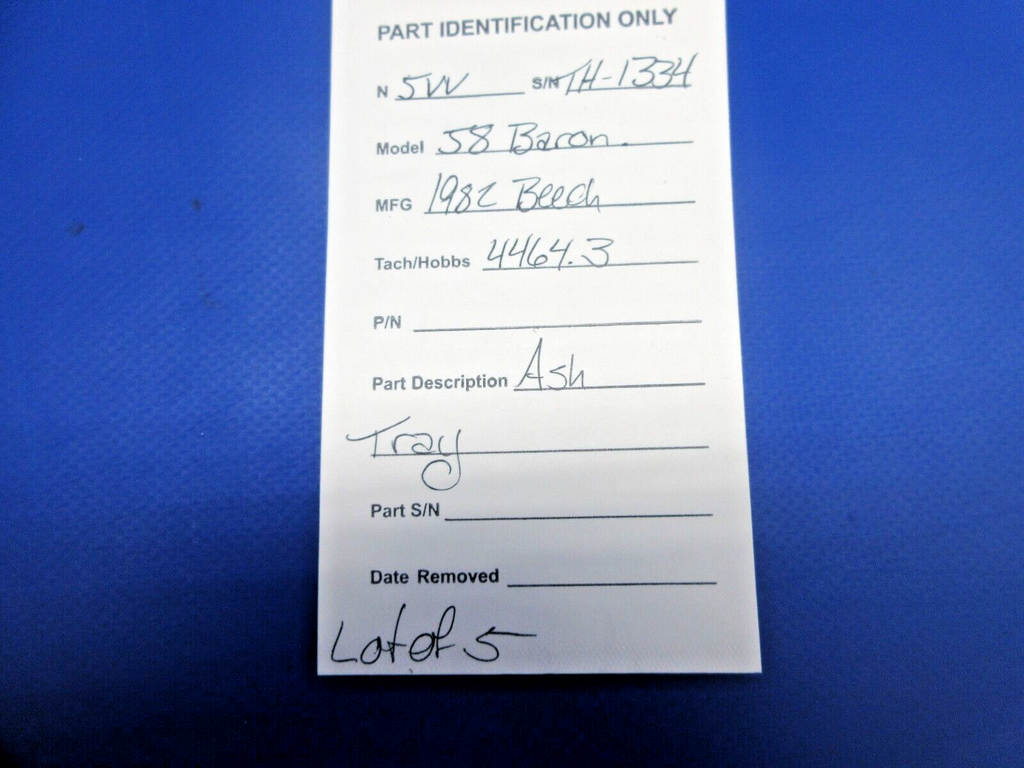 PART IDENTIFICATION ONLY
N 5VV S/N TH-1334
Model 58 Baron.
MFG 1982 Beech
Tach/Hobbs 4464.3
P/N
Part Description Ash
Tray
Part S/N
Date Removed
Lot of 5